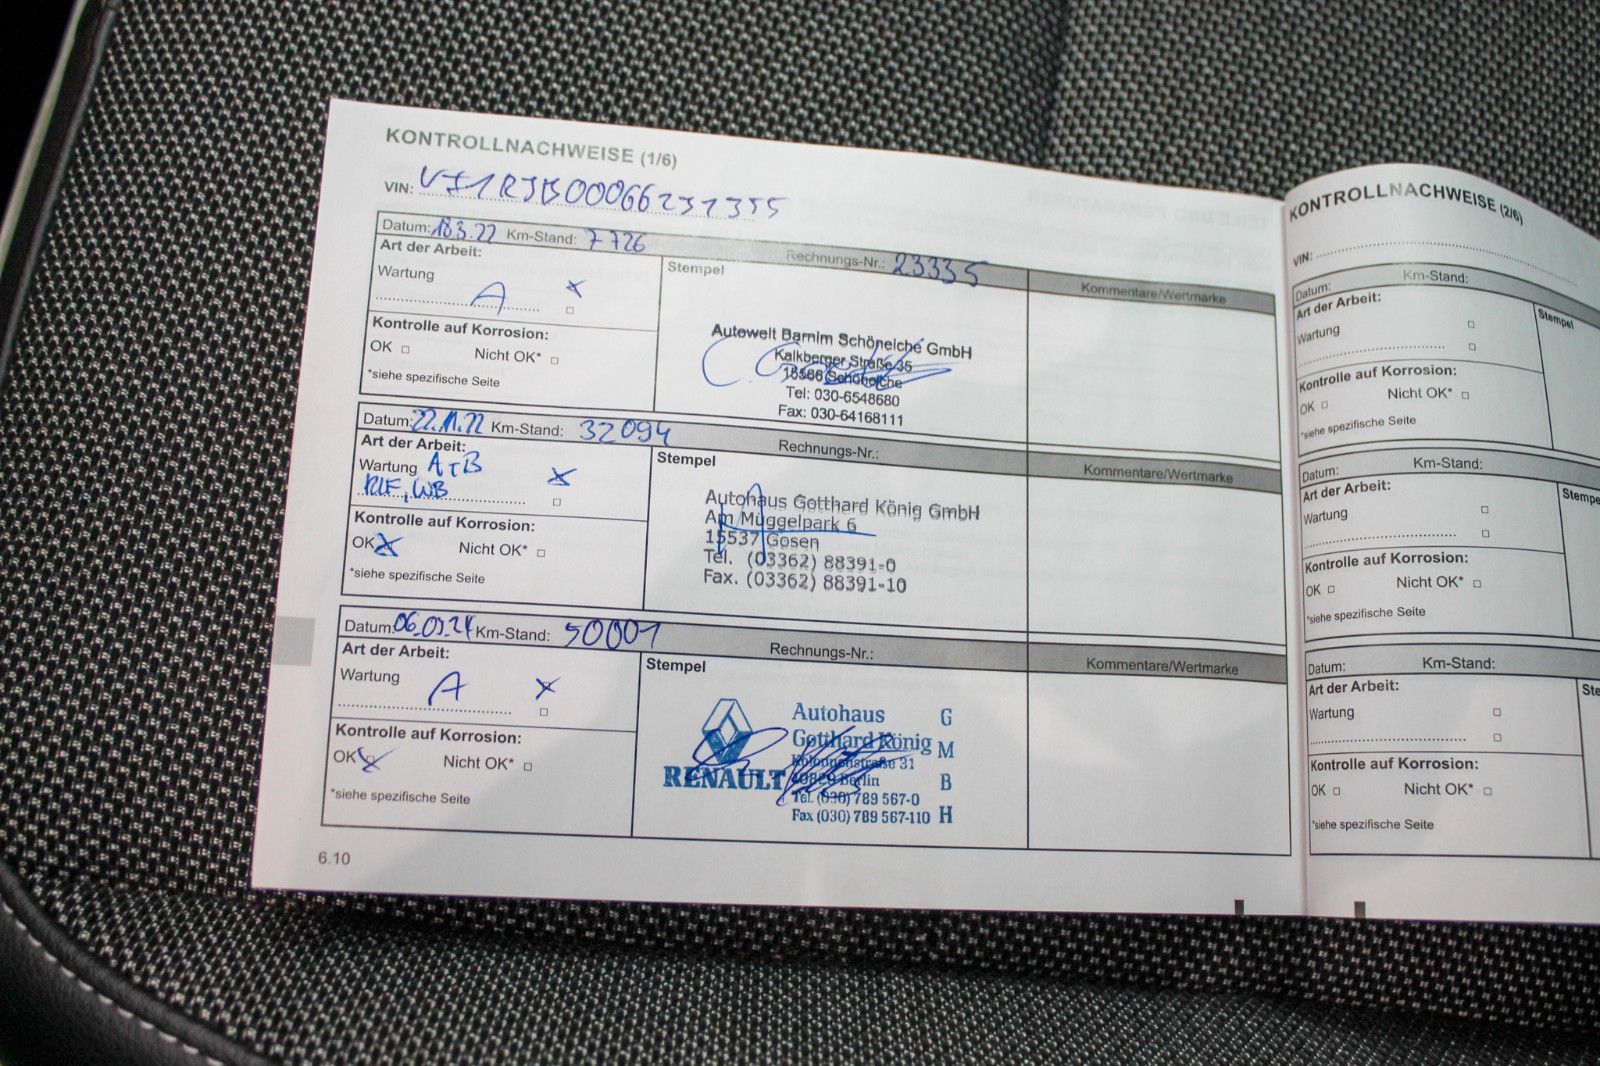 KONTROLLNACHWEISE (1/6)
VIN: VF1RJB00066231355
Datum: 18.3.22 Km-Stand: 7726 Rechnungs-Nr.: 23335
Art der Arbeit:
Wartung
A x
Kontrolle auf Korrosion:
OK □ Nicht OK* □
*siehe spezifische Seite
Stempel
Autowelt Barnim Schöneiche GmbH
Kalkberger Straße 35
15566 Schöneiche
Tel: 030-6548680
Fax: 030-64168111
Kommentare/Wertmarke
Datum: 22.11.22 Km-Stand: 32094 Rechnungs-Nr.:
Art der Arbeit:
Wartung A+B x
RLF, WB
Kontrolle auf Korrosion:
OK x Nicht OK* □
*siehe spezifische Seite
Stempel
Autohaus Gotthard König GmbH
Am Müggelpark 6
15537 Gosen
Tel. (03362) 88391-0
Fax. (03362) 88391-10
Kommentare/Wertmarke
Datum: Km-Stand: 50001 Rechnungs-Nr.:
Art der Arbeit:
Wartung
A x
Kontrolle auf Korrosion:
OK x Nicht OK* □
*siehe spezifische Seite
Stempel
RENAULT
Autohaus G
Gotthard König M
31
Berlin B
Tel. (030) 789 567-0
Fax (030) 789 567-110 H
Kommentare/Wertmarke
6.10
KONTROLLNACHWEISE (2/6)
VIN:
Datum: Km-Stand:
Art der Arbeit:
Wartung □
□
Kontrolle auf Korrosion:
OK □ Nicht OK* □
*siehe spezifische Seite
Stempel
Datum: Km-Stand:
Art der Arbeit:
Wartung □
□
Kontrolle auf Korrosion:
OK □ Nicht OK* □
*siehe spezifische Seite
Stempe
Datum: Km-Stand:
Art der Arbeit:
Wartung □
□
Kontrolle auf Korrosion:
OK □ Nicht OK* □
*siehe spezifische Seite
Ste